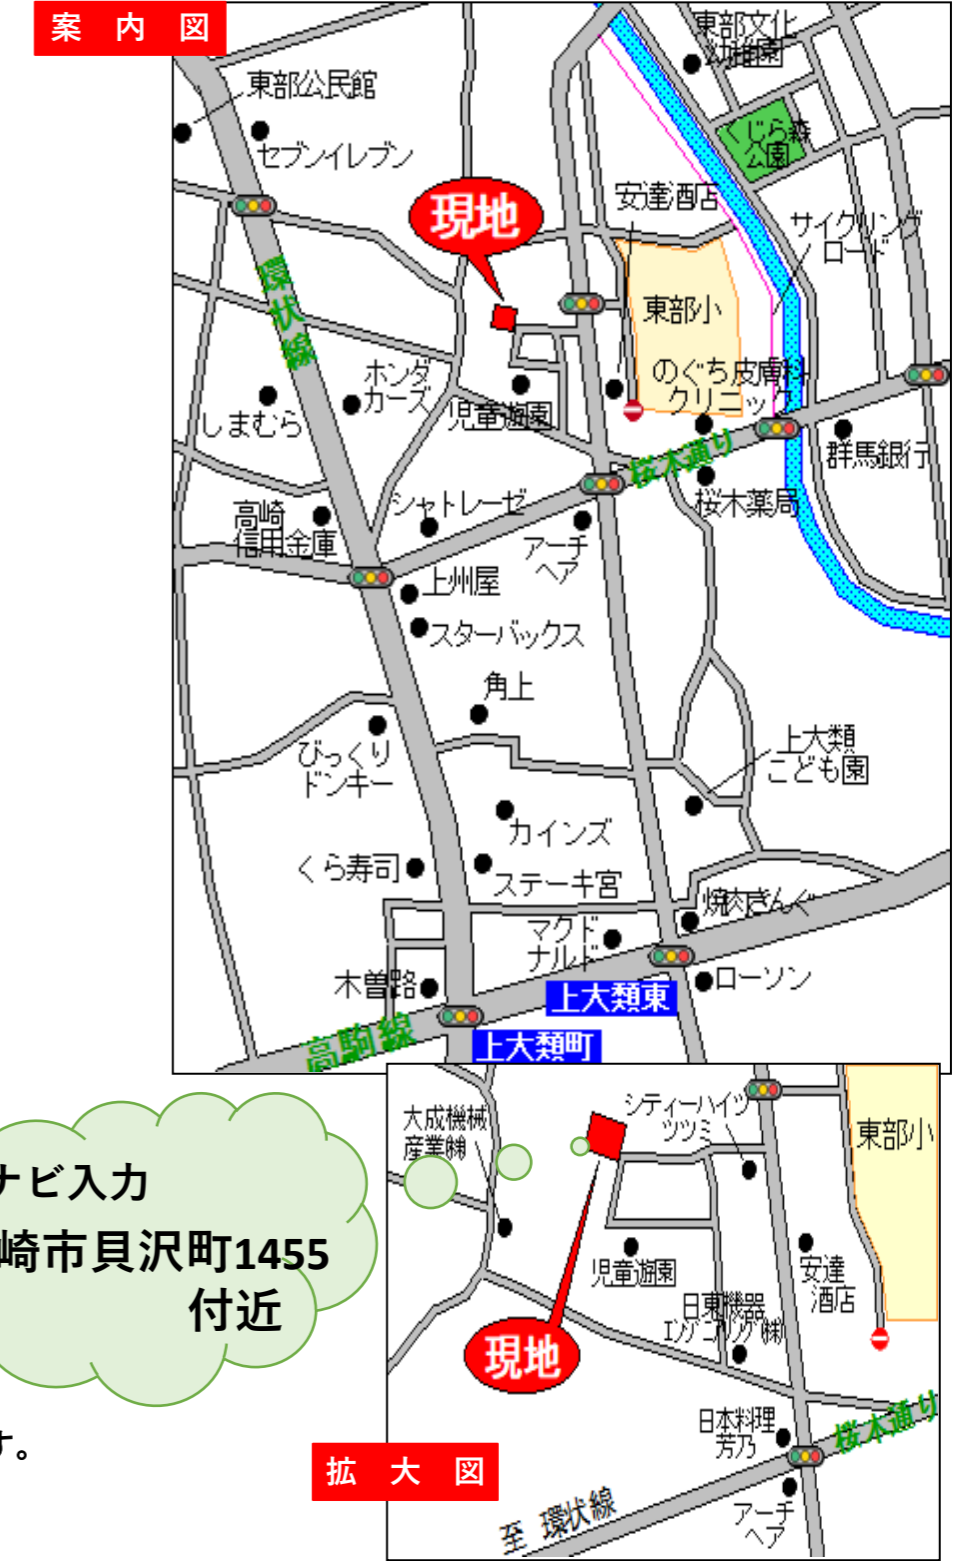 案内図
東部文化
幼稚園
東部公民館
セブンイレブン
くじら森
公園
現地
安達酒店
サイクリング
ロード
環状線
東部小
ホンダ
カーズ
のぐち皮膚科
クリニック
しまむら
児童遊園
桜木通り
群馬銀行
高崎
信用金庫
シャトレーゼ
桜木薬局
アーチ
ヘア
上州屋
スターバックス
角上
びっくり
ドンキー
上大類
こども園
カインズ
くら寿司
ステーキ宮
焼肉きんぐ
マクド
ナルド
木曽路
ローソン
上大類東
高駒線
上大類町
ナビ入力
崎市貝沢町1455
付近
す。
大成機械
産業㈱
シティーハイツ
ツツミ
東部小
児童遊園
安達
酒店
日東機器
エンジニアリング㈱
現地
日本料理
芳乃
桜木通り
拡大図
至 環状線
アーチ
ヘア